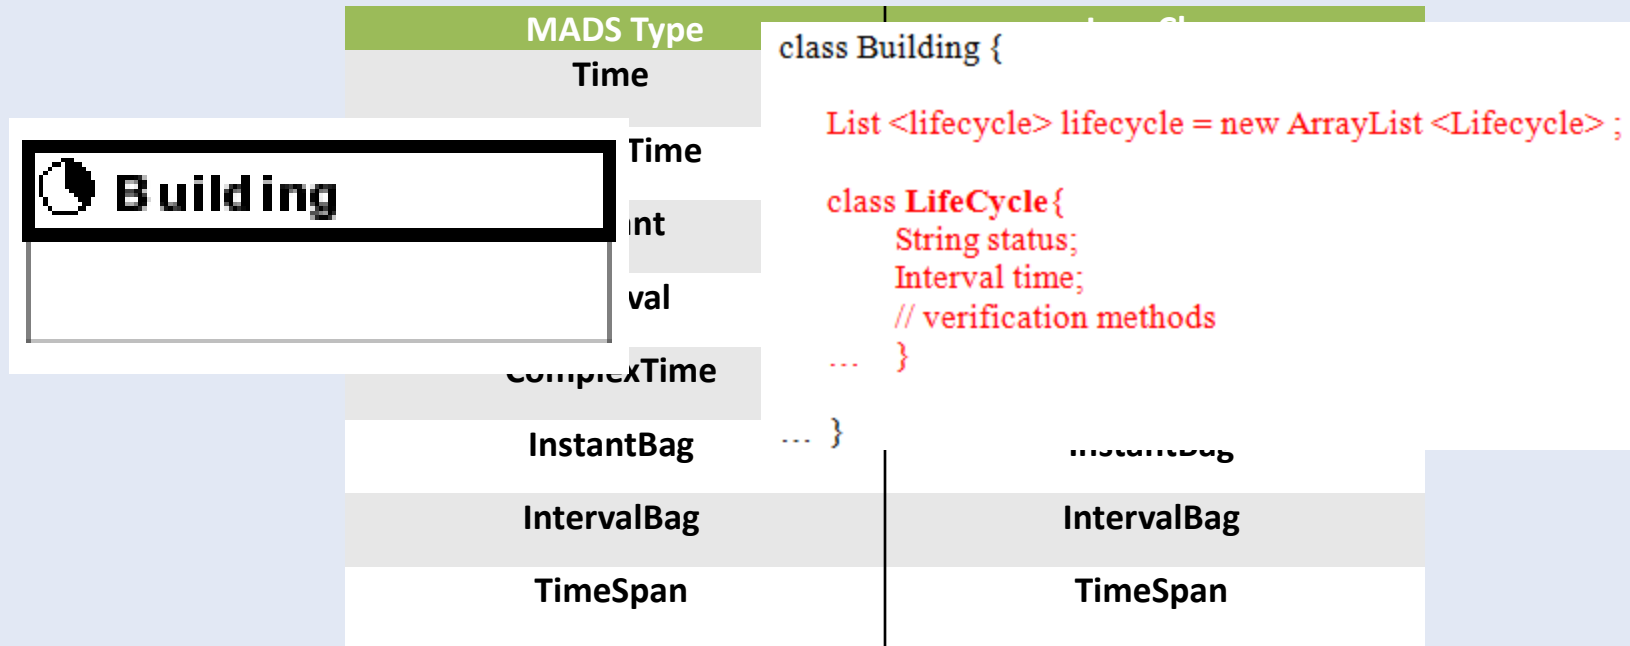 MADS Type
Time
Time
Building
ComplexTime
InstantBag
InstantBag
IntervalBag
IntervalBag
TimeSpan
TimeSpan
class Building {
List <lifecycle> lifecycle = new ArrayList <Lifecycle> ;
class LifeCycle{
String status;
Interval time;
// verification methods
... }
... }